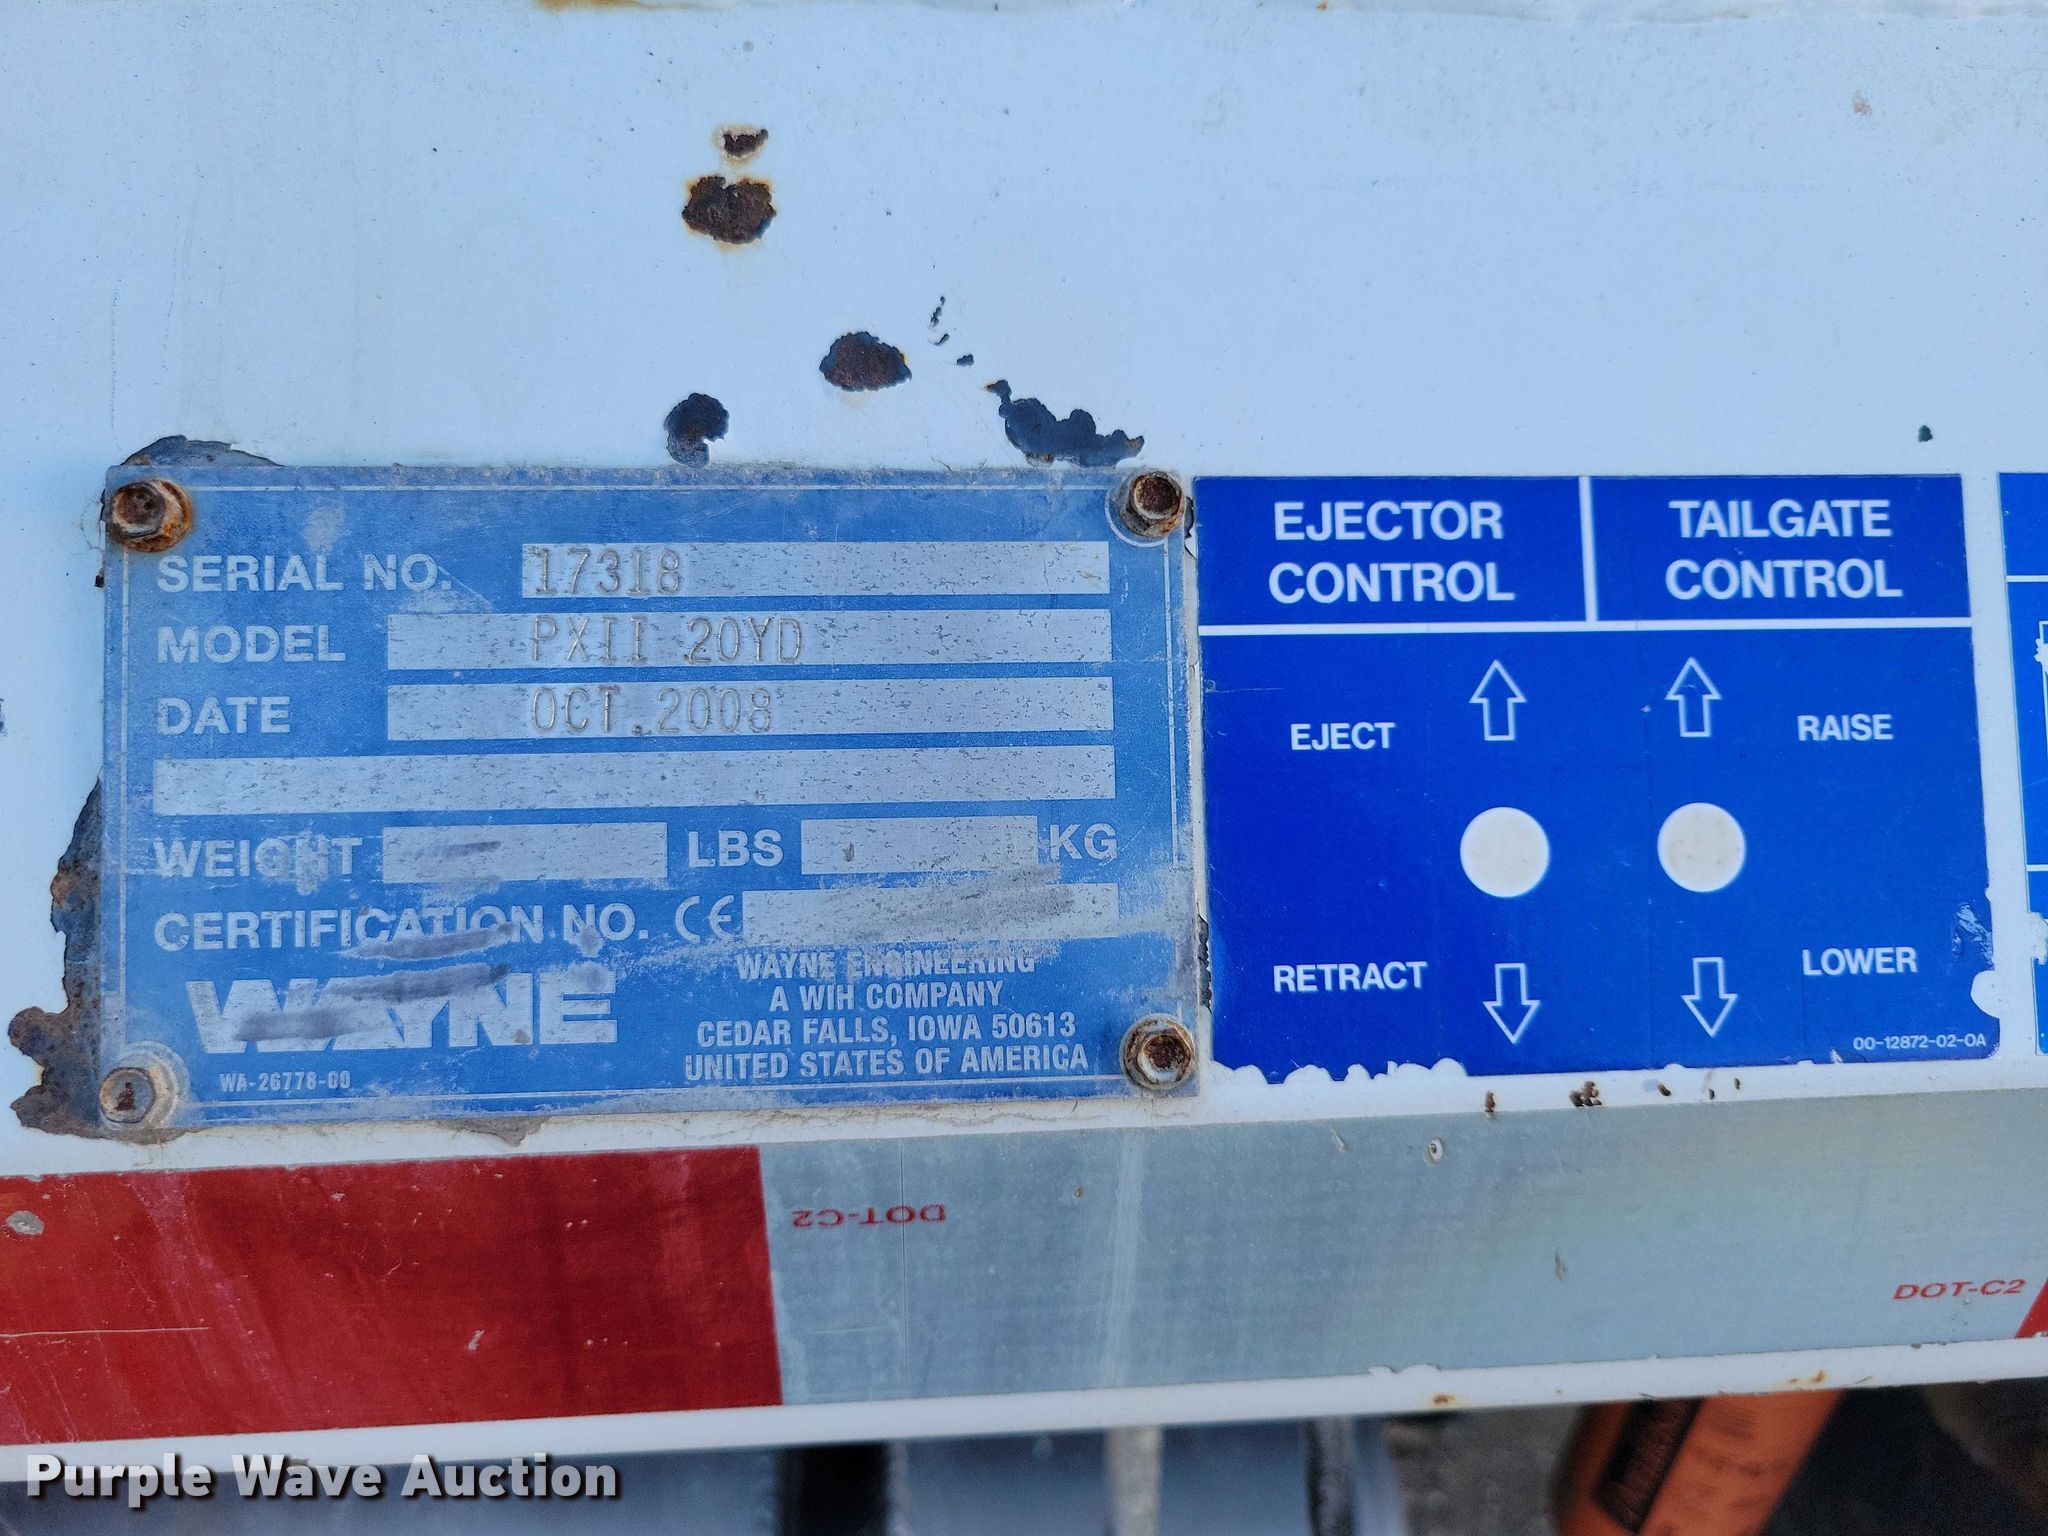 SERIAL NO. 17318
MODEL PXII 20YD
DATE OCT.2008
WEIGHT LBS KG
CERTIFICATION NO. CE
WAYNE
WA-26778-00
WAYNE ENGINEERING
A WIH COMPANY
CEDAR FALLS, IOWA 50613
UNITED STATES OF AMERICA
EJECTOR
CONTROL
TAILGATE
CONTROL
EJECT
RAISE
RETRACT
LOWER
00-12872-02-0A
DOT-C2
DOT-C2
Purple Wave Auction